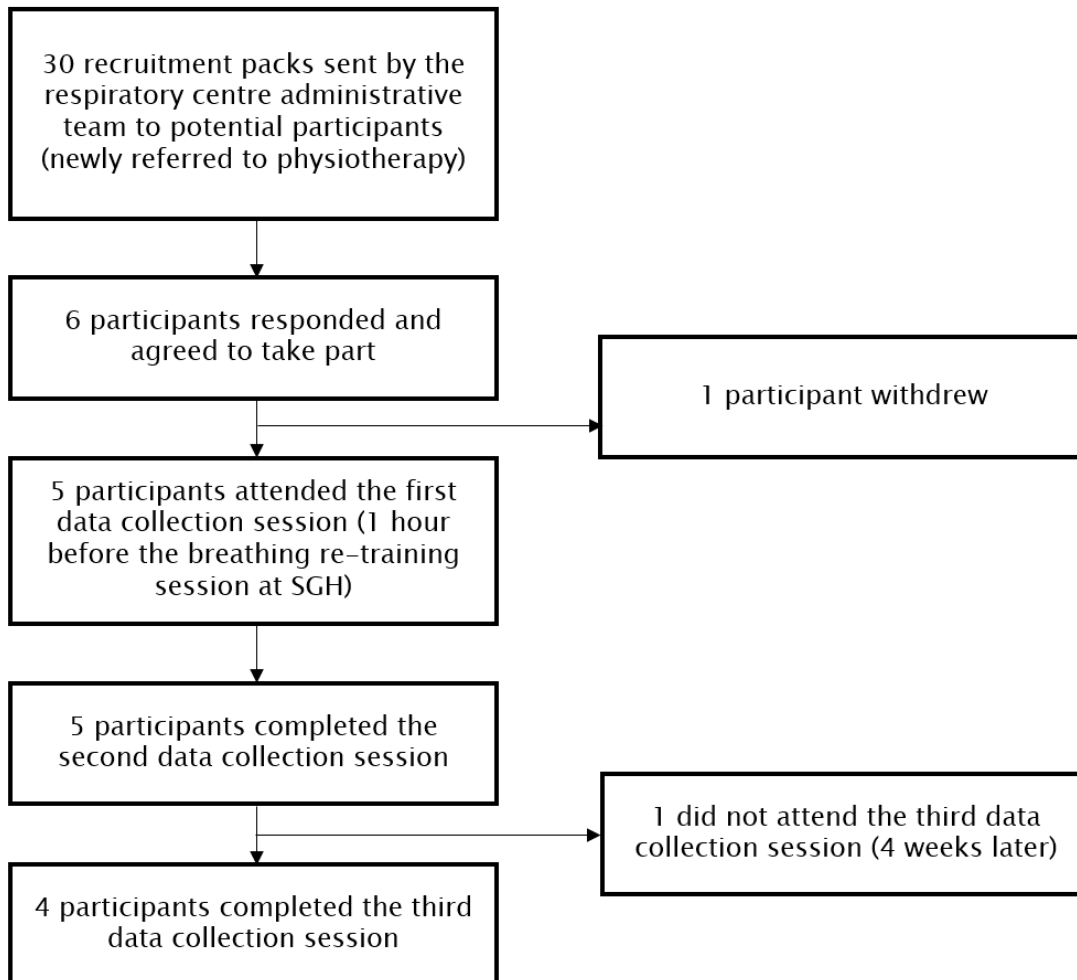 30 recruitment packs sent by the
respiratory centre administrative
team to potential participants
(newly referred to physiotherapy)
6 participants responded and
agreed to take part
1 participant withdrew
5 participants attended the first
data collection session (1 hour
before the breathing re-training
session at SGH)
5 participants completed the
second data collection session
1 did not attend the third data
collection session (4 weeks later)
4 participants completed the third
data collection session